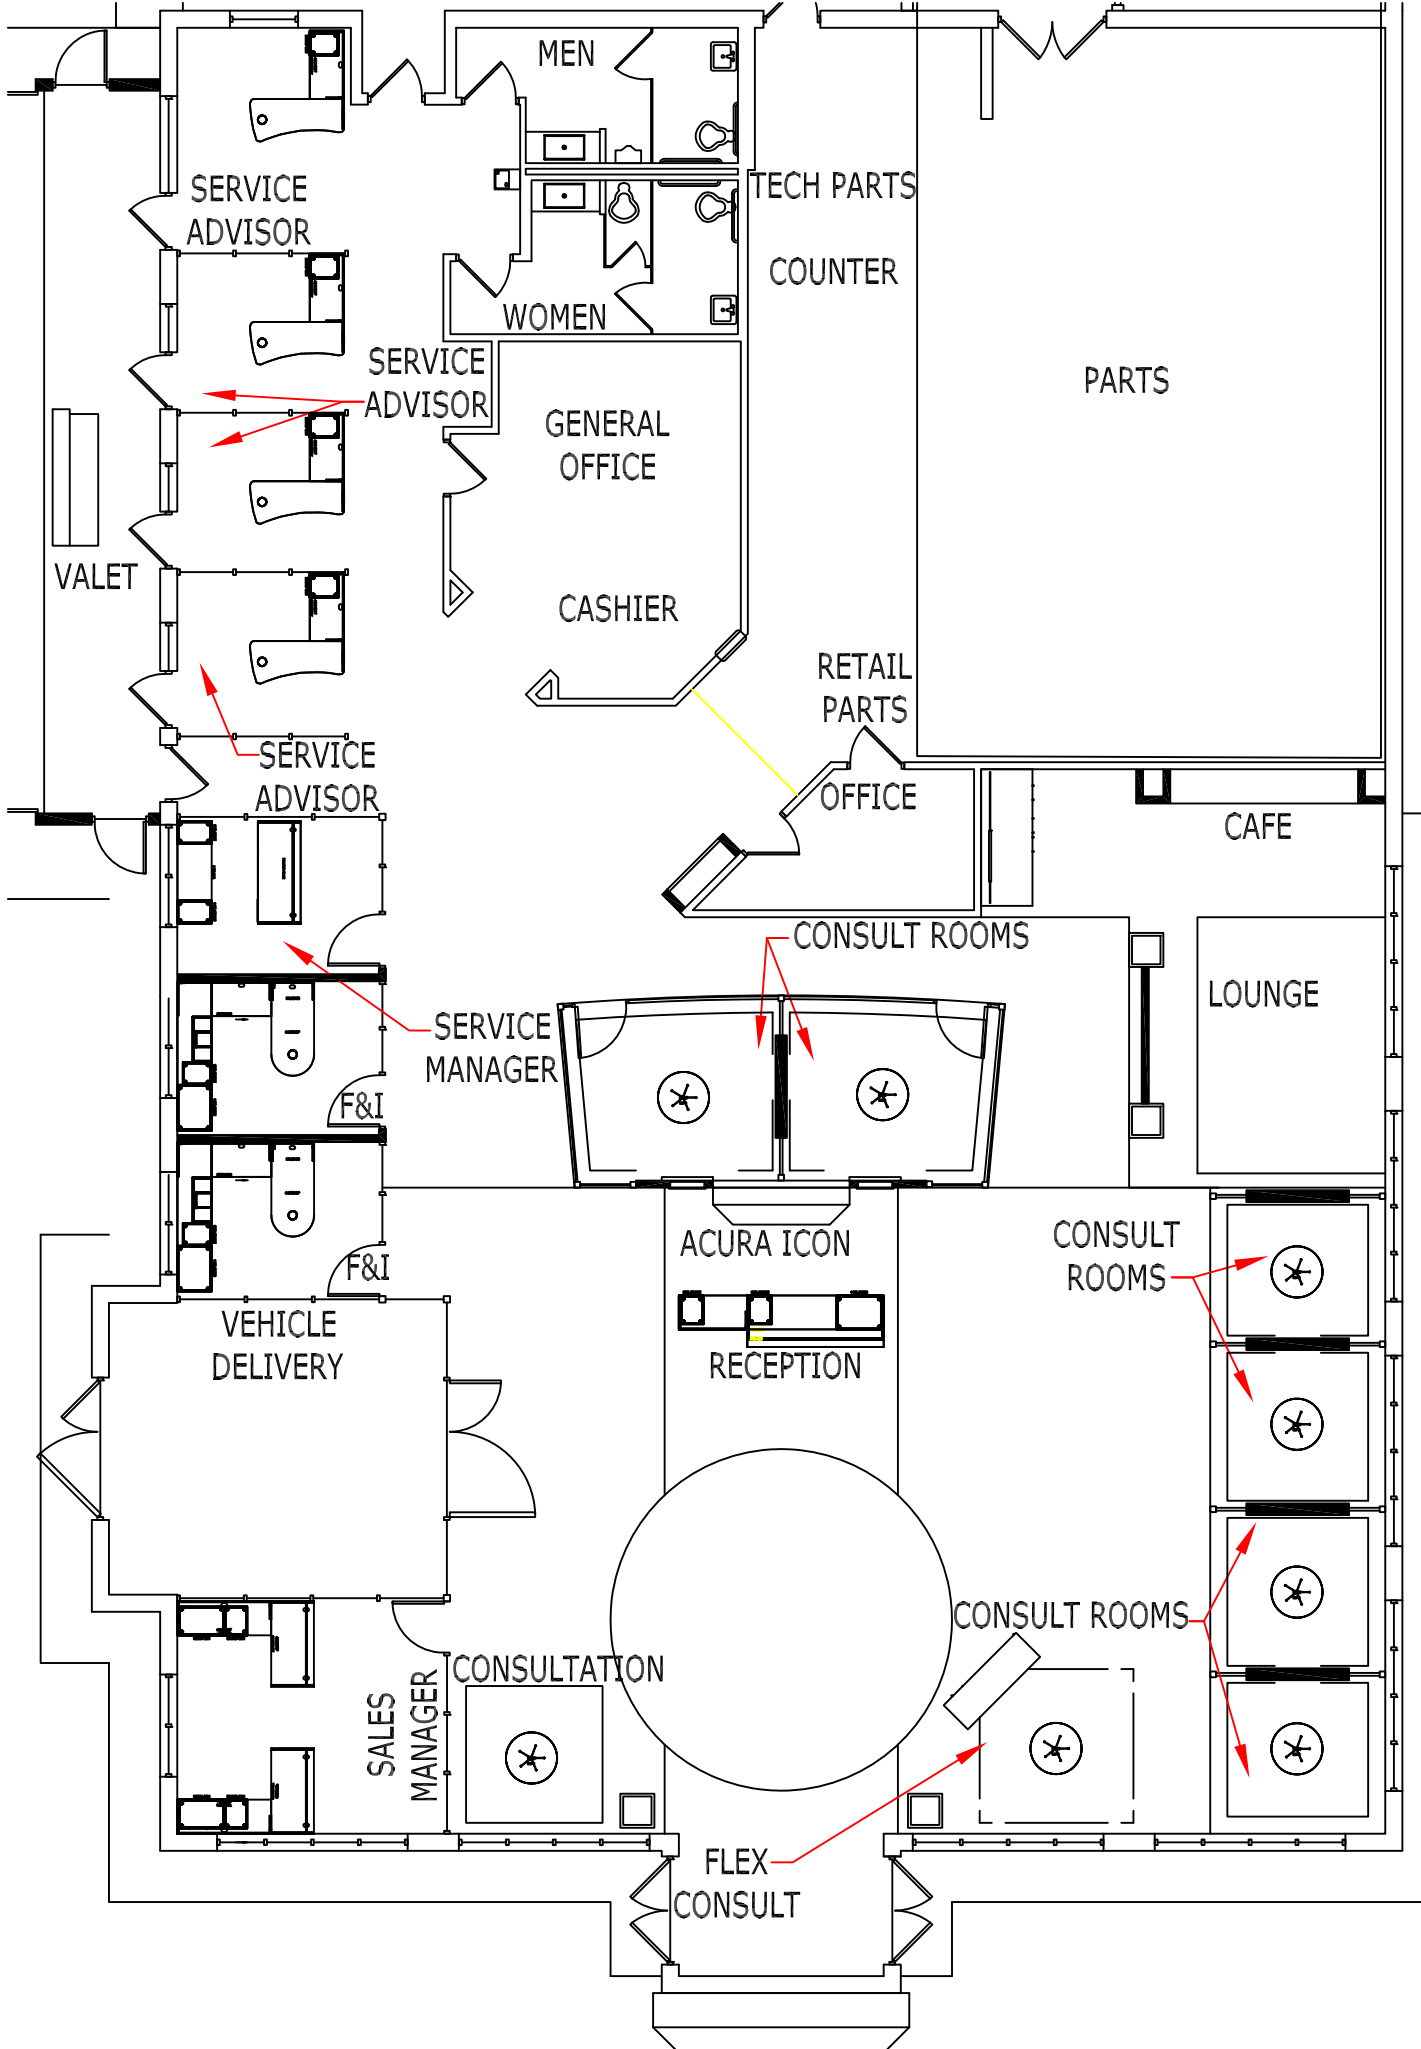 MEN
SERVICE
ADVISOR
TECH PARTS
COUNTER
WOMEN
SERVICE
ADVISOR
PARTS
GENERAL
OFFICE
VALET
CASHIER
RETAIL
PARTS
SERVICE
ADVISOR
OFFICE
CAFE
CONSULT ROOMS
LOUNGE
SERVICE
MANAGER
F&I
ACURA ICON
CONSULT
ROOMS
F&I
VEHICLE
DELIVERY
RECEPTION
CONSULT ROOMS
CONSULTATION
SALES
MANAGER
FLEX
CONSULT